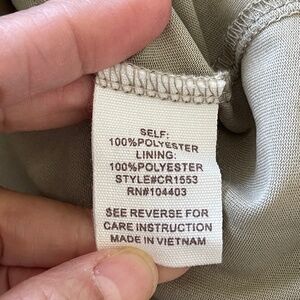 SELF:
100%POLYESTER
LINING:
100%POLYESTER
STYLE#CR1553
RN#104403
SEE REVERSE FOR
CARE INSTRUCTION
MADE IN VIETNAM